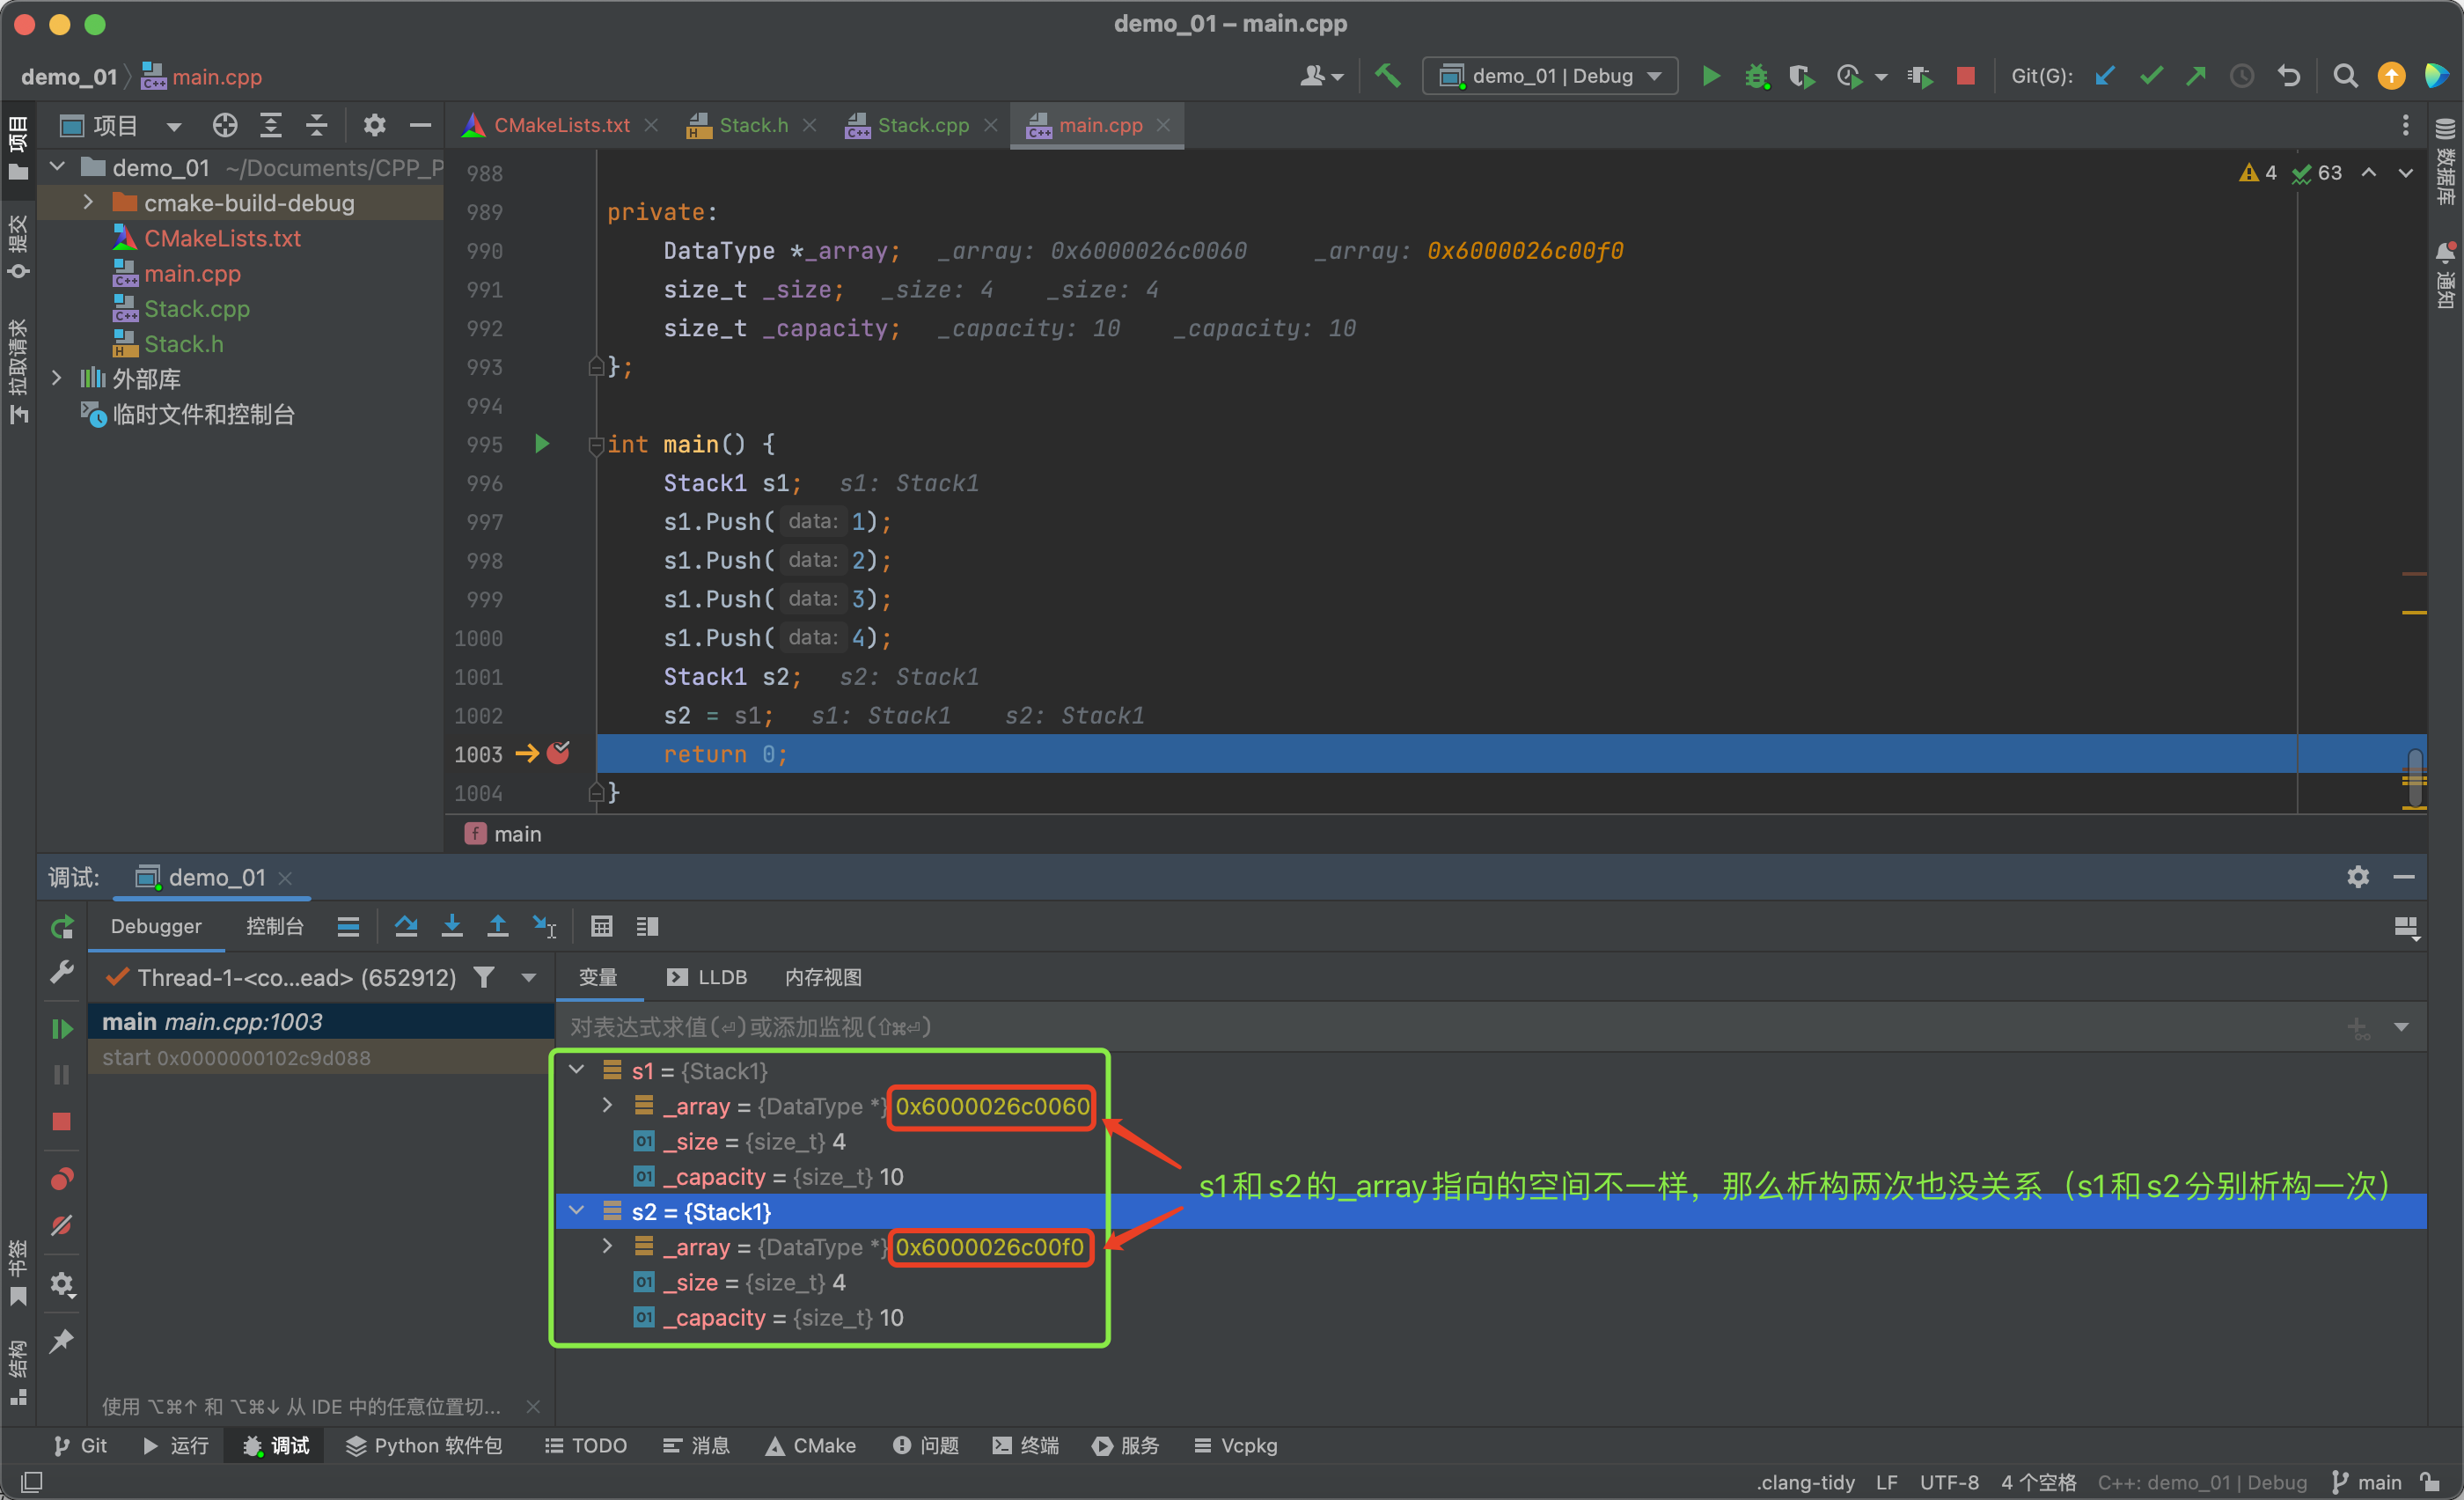 demo_01 – main.cpp
demo_01 main.cpp
demo_01 | Debug
Git(G):
项目
CMakeLists.txt
Stack.h
Stack.cpp
main.cpp
demo_01 ~/Documents/CPP_P
cmake-build-debug
CMakeLists.txt
main.cpp
Stack.cpp
Stack.h
外部库
临时文件和控制台
项目
提交
拉取请求
书签
结构
数据库
通知
4 63
988
989 private:
990 DataType *_array; _array: 0x6000026c0060 _array: 0x6000026c00f0
991 size_t _size; _size: 4 _size: 4
992 size_t _capacity; _capacity: 10 _capacity: 10
993 };
994
995 int main() {
996 Stack1 s1; s1: Stack1
997 s1.Push( data: 1);
998 s1.Push( data: 2);
999 s1.Push( data: 3);
1000 s1.Push( data: 4);
1001 Stack1 s2; s2: Stack1
1002 s2 = s1; s1: Stack1 s2: Stack1
1003 return 0;
1004 }
f main
调试: demo_01
Debugger 控制台
Thread-1-<co...ead> (652912)
变量 LLDB 内存视图
main main.cpp:1003
start 0x0000000102c9d088
对表达式求值(⏎)或添加监视(⇧⌘⏎)
s1 = {Stack1}
_array = {DataType *} 0x6000026c0060
_size = {size_t} 4
_capacity = {size_t} 10
s2 = {Stack1}
_array = {DataType *} 0x6000026c00f0
_size = {size_t} 4
_capacity = {size_t} 10
s1和s2的_array指向的空间不一样，那么析构两次也没关系（s1和s2分别析构一次）
使用 ⌥⌘↑ 和 ⌥⌘↓ 从 IDE 中的任意位置切...
Git 运行 调试 Python 软件包 TODO 消息 CMake 问题 终端 服务 Vcpkg
.clang-tidy LF UTF-8 4 个空格 C++: demo_01 | Debug main